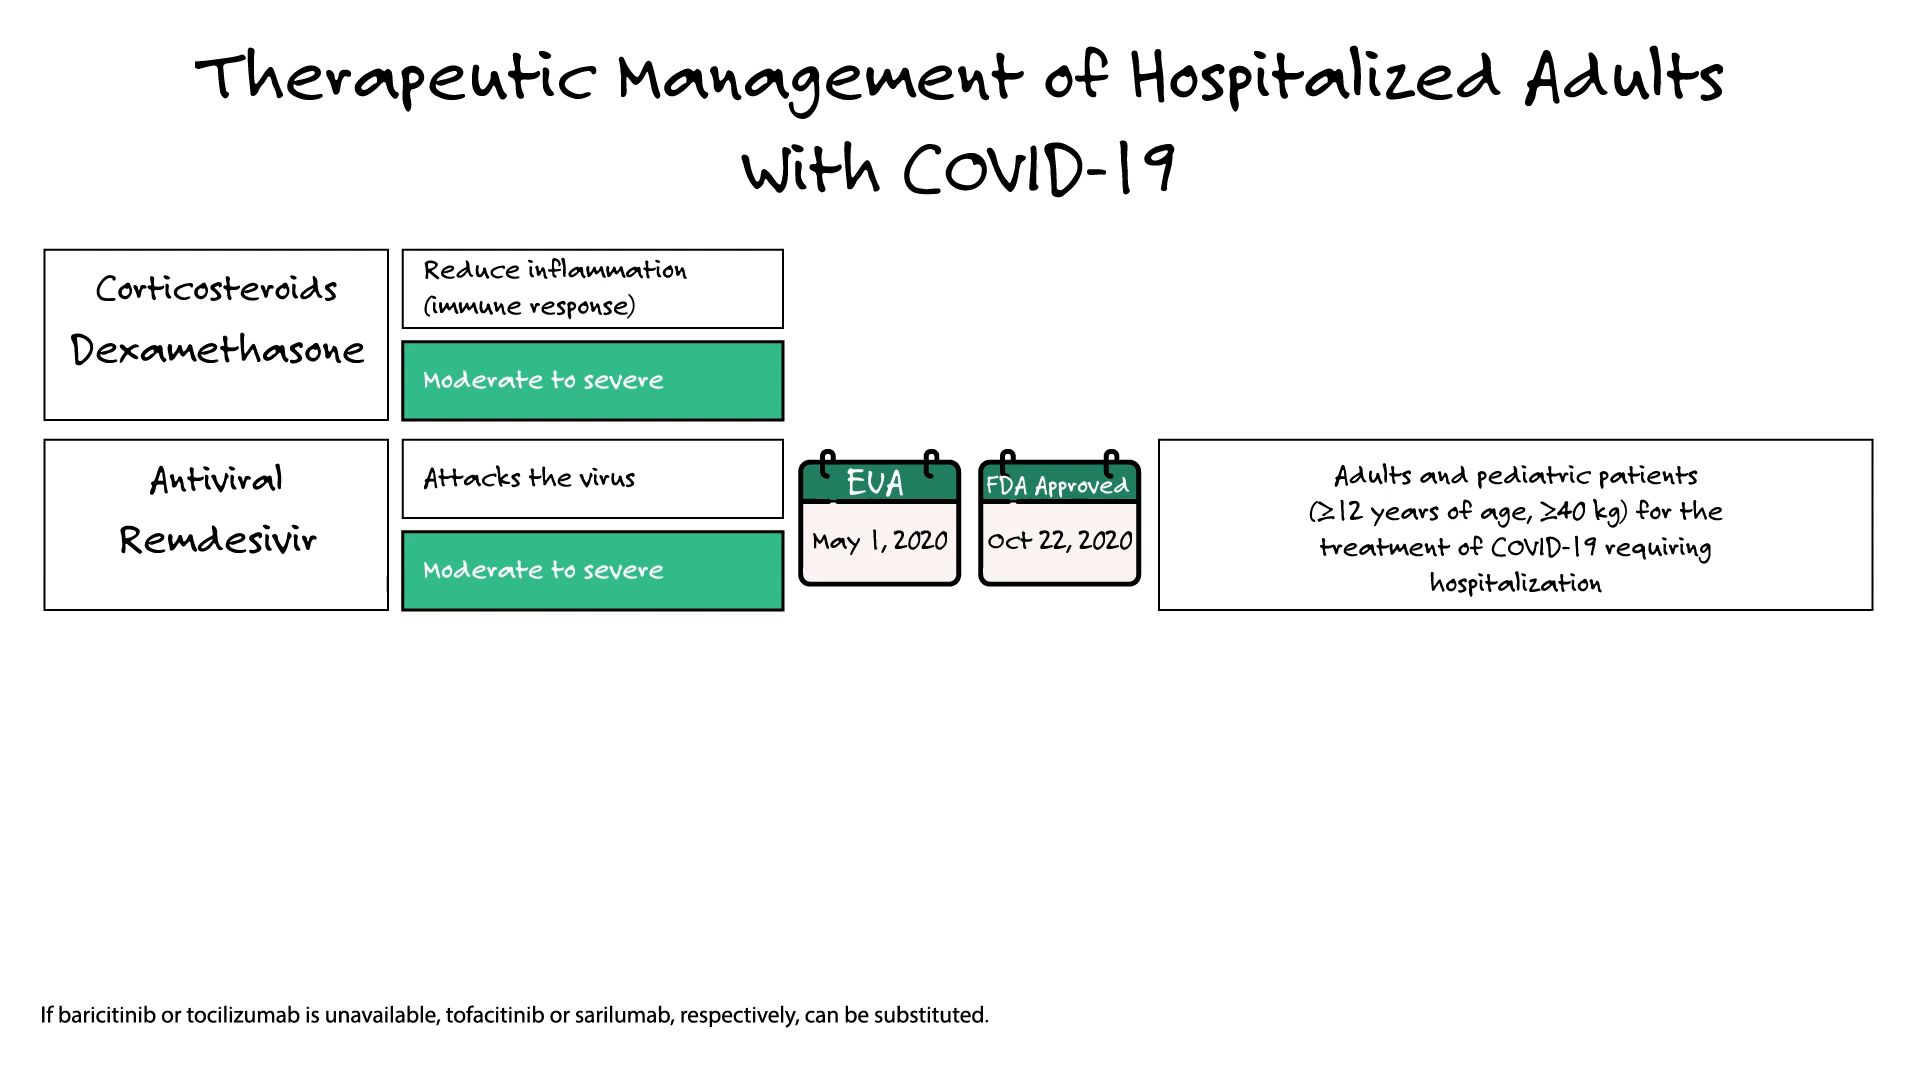 Therapeutic Management of Hospitalized Adults
with COVID-19
Corticosteroids
Dexamethasone
Reduce inflammation
(immune response)
Moderate to severe
Antiviral
Remdesivir
Attacks the virus
Moderate to severe
EUA
May 1, 2020
FDA Approved
Oct 22, 2020
Adults and pediatric patients
(≥12 years of age, ≥40 kg) for the
treatment of COVID-19 requiring
hospitalization
If baricitinib or tocilizumab is unavailable, tofacitinib or sarilumab, respectively, can be substituted.